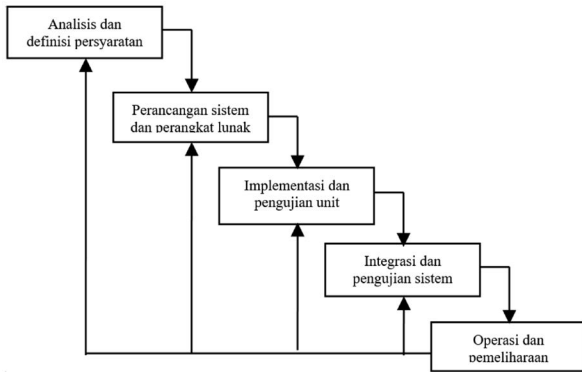 Analisis dan
definisi persyaratan
Perancangan sistem
dan perangkat lunak
Implementasi dan
pengujian unit
Integrasi dan
pengujian sistem
Operasi dan
pemeliharaan